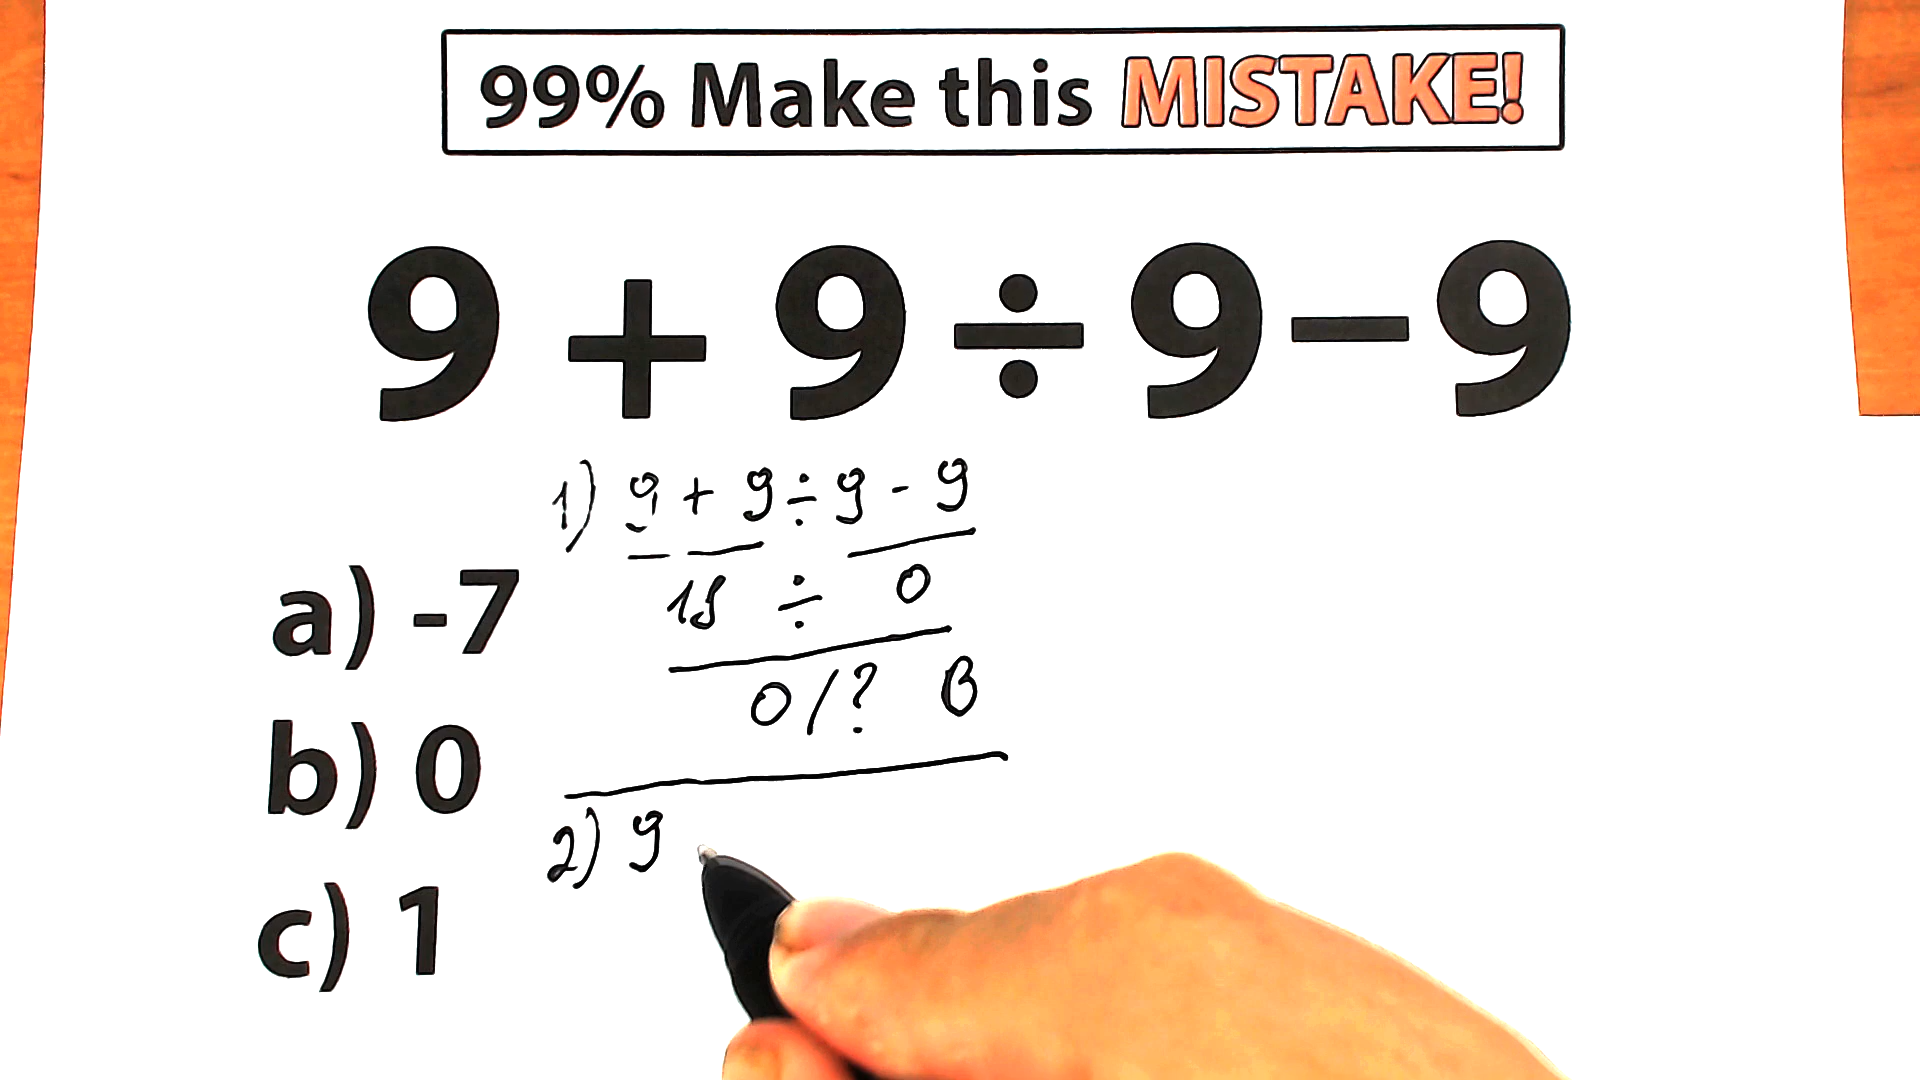 99% Make this MISTAKE!
9 + 9 ÷ 9 − 9
1) 9 + 9 ÷ 9 - 9
18 ÷ 0
0 / ? B
2) 9
a) -7
b) 0
c) 1